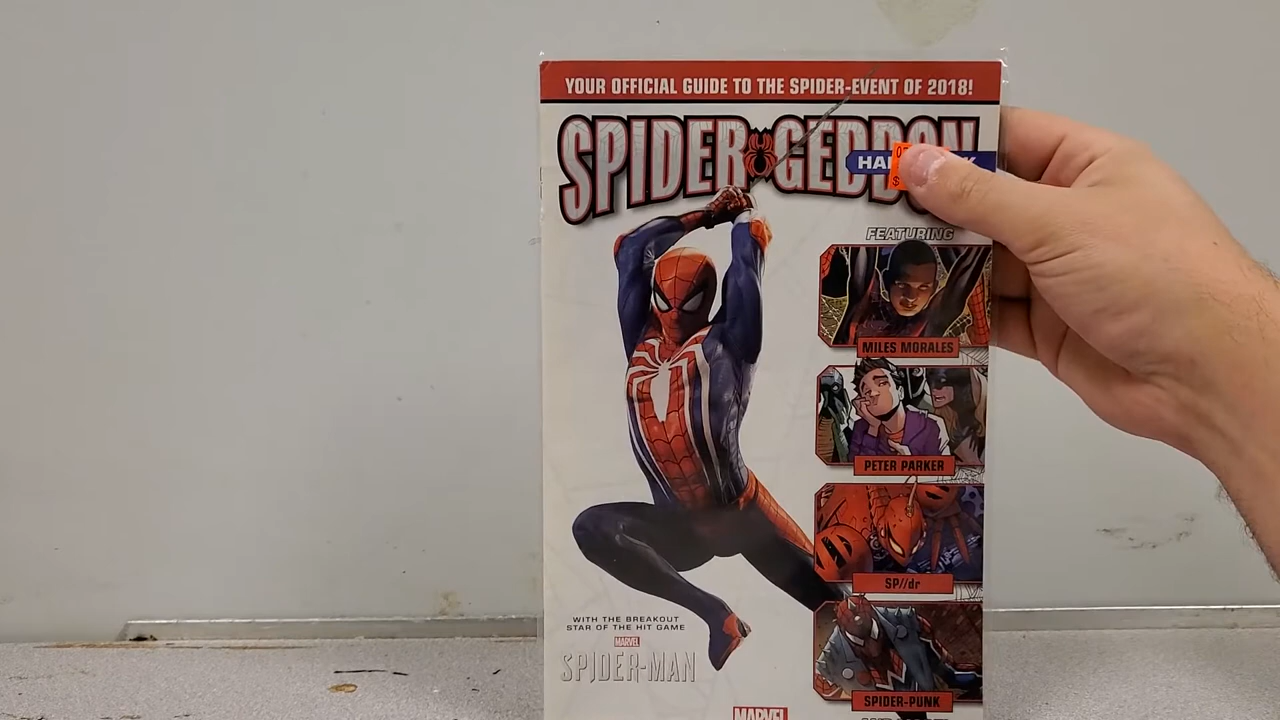 YOUR OFFICIAL GUIDE TO THE SPIDER-EVENT OF 2018!
SPIDER GEDDON
FEATURING
MILES MORALES
PETER PARKER
SP//dr
WITH THE BREAKOUT
STAR OF THE HIT GAME
MARVEL
SPIDER-MAN
SPIDER-PUNK
MARVEL